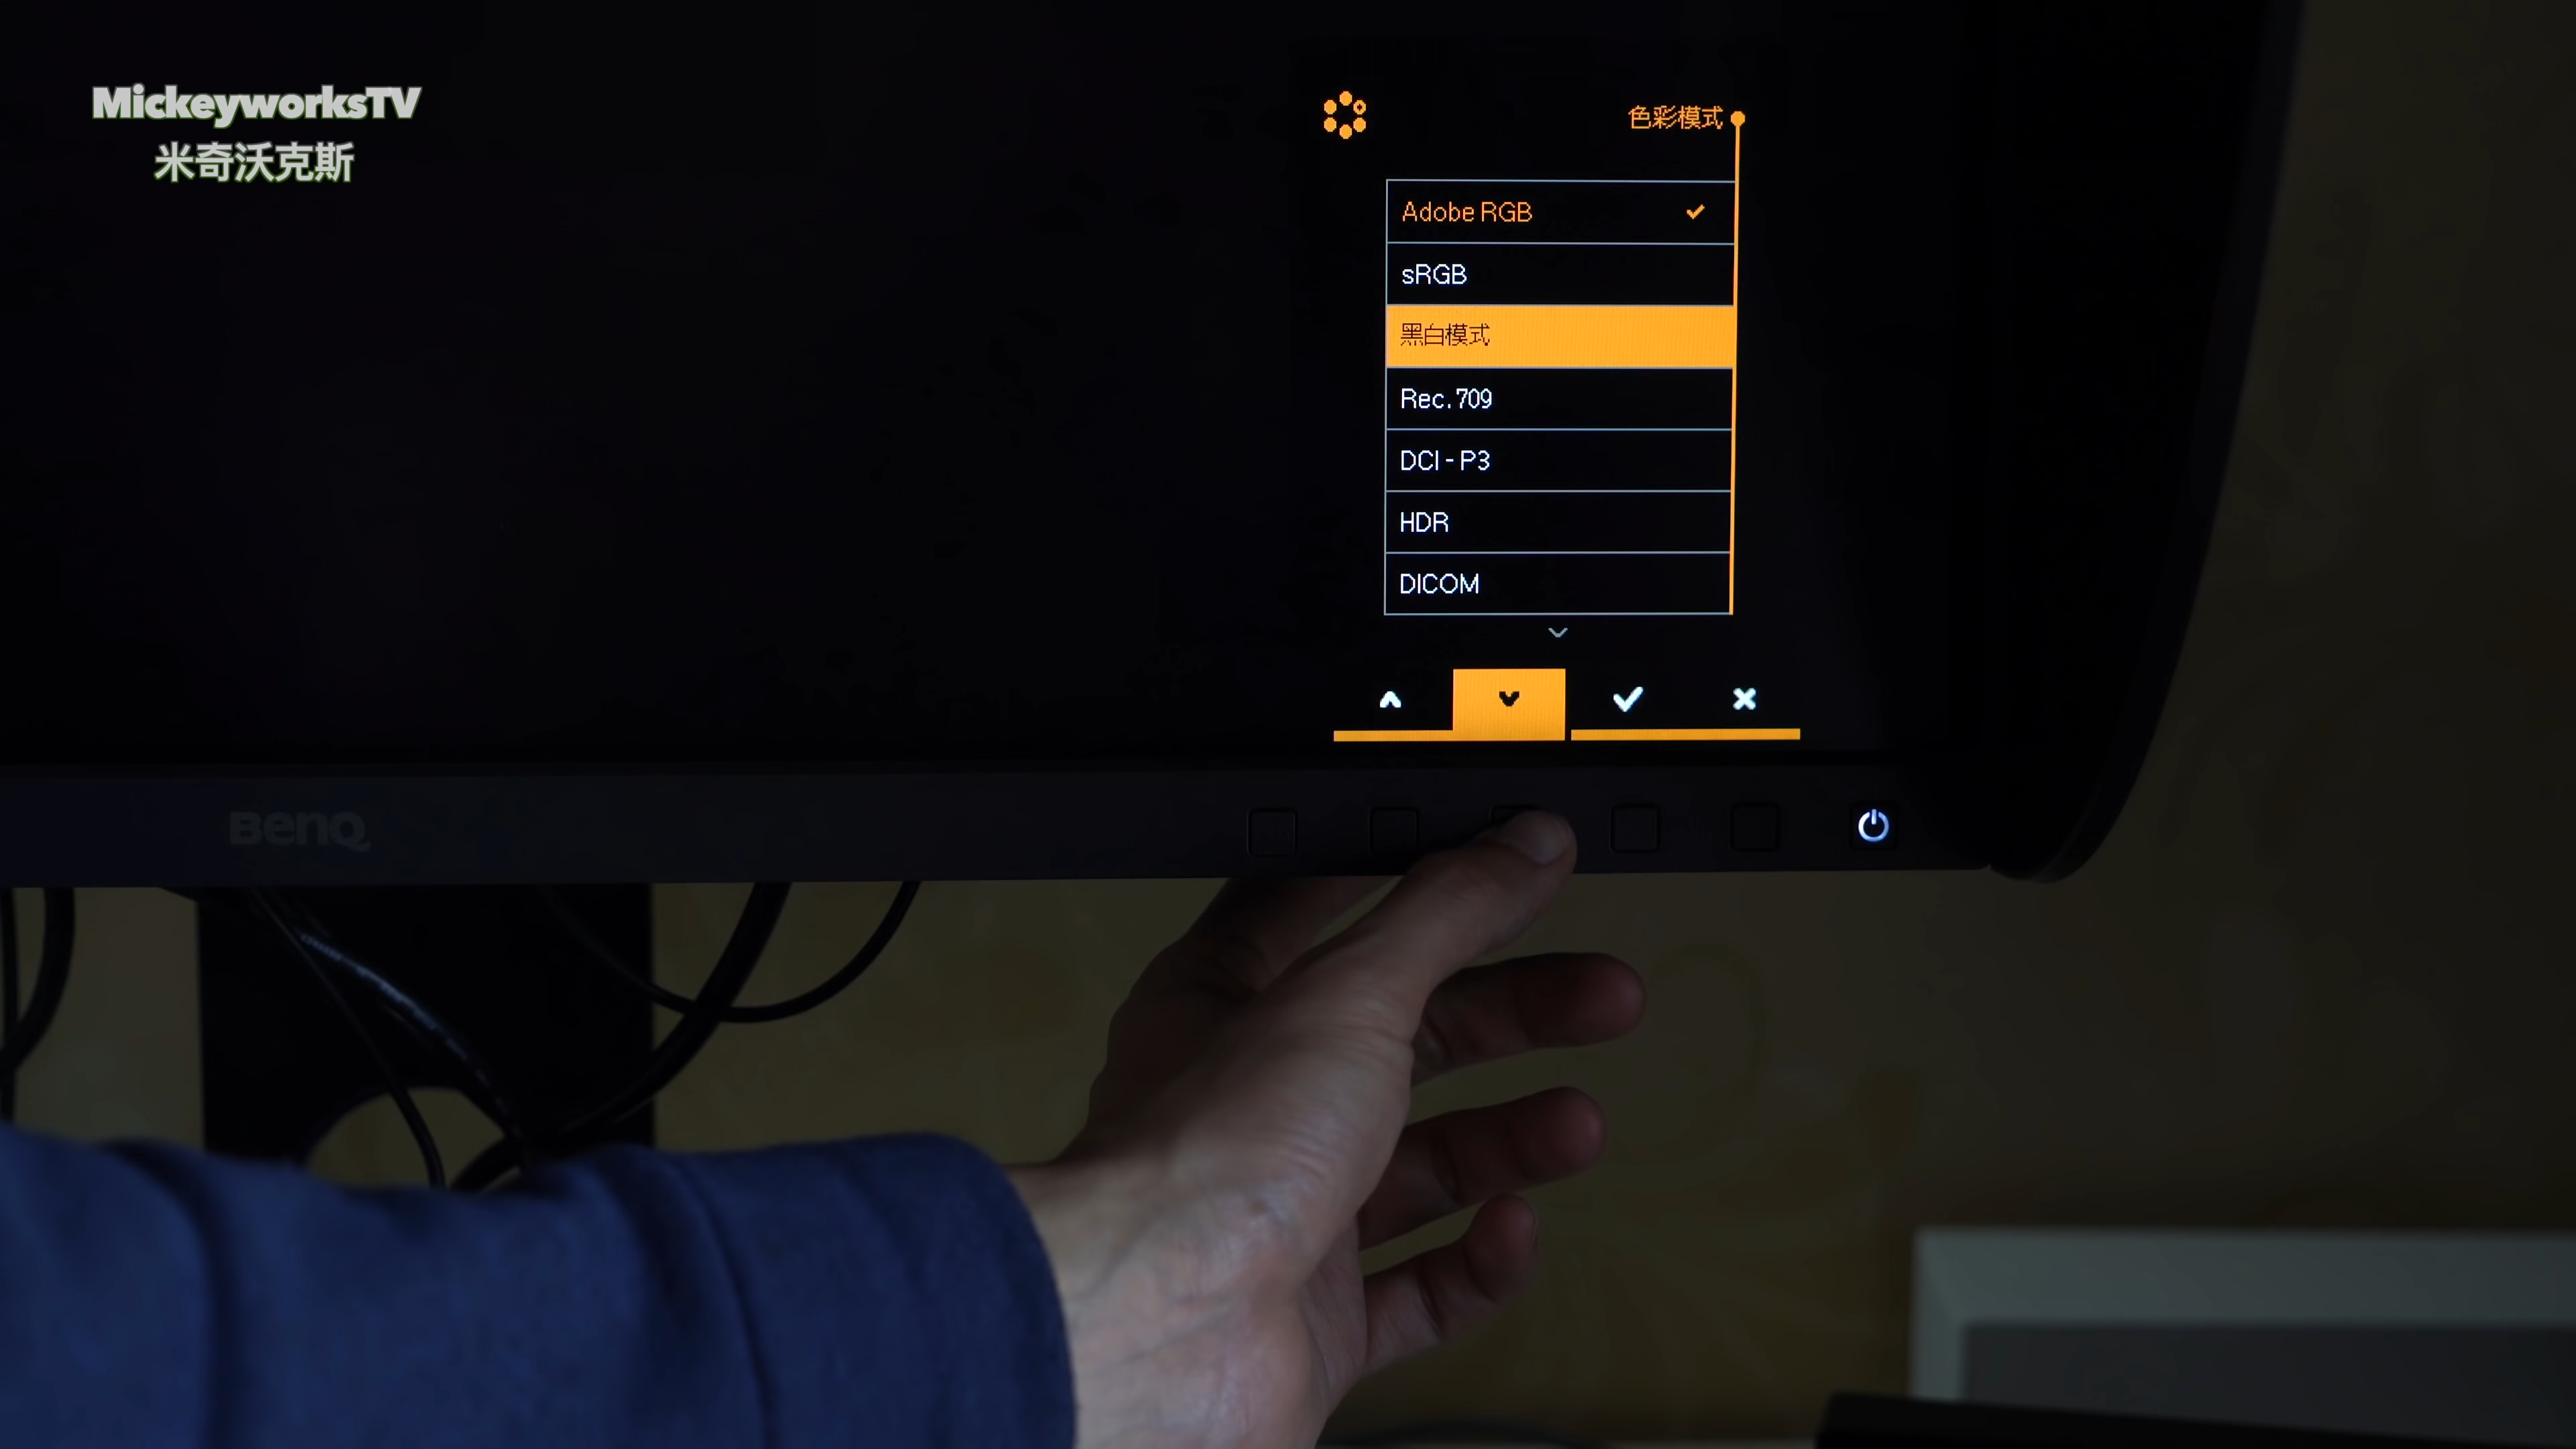 MickeyworksTV
米奇沃克斯
色彩模式
Adobe RGB
sRGB
黑白模式
Rec. 709
DCI - P3
HDR
DICOM
BenQ